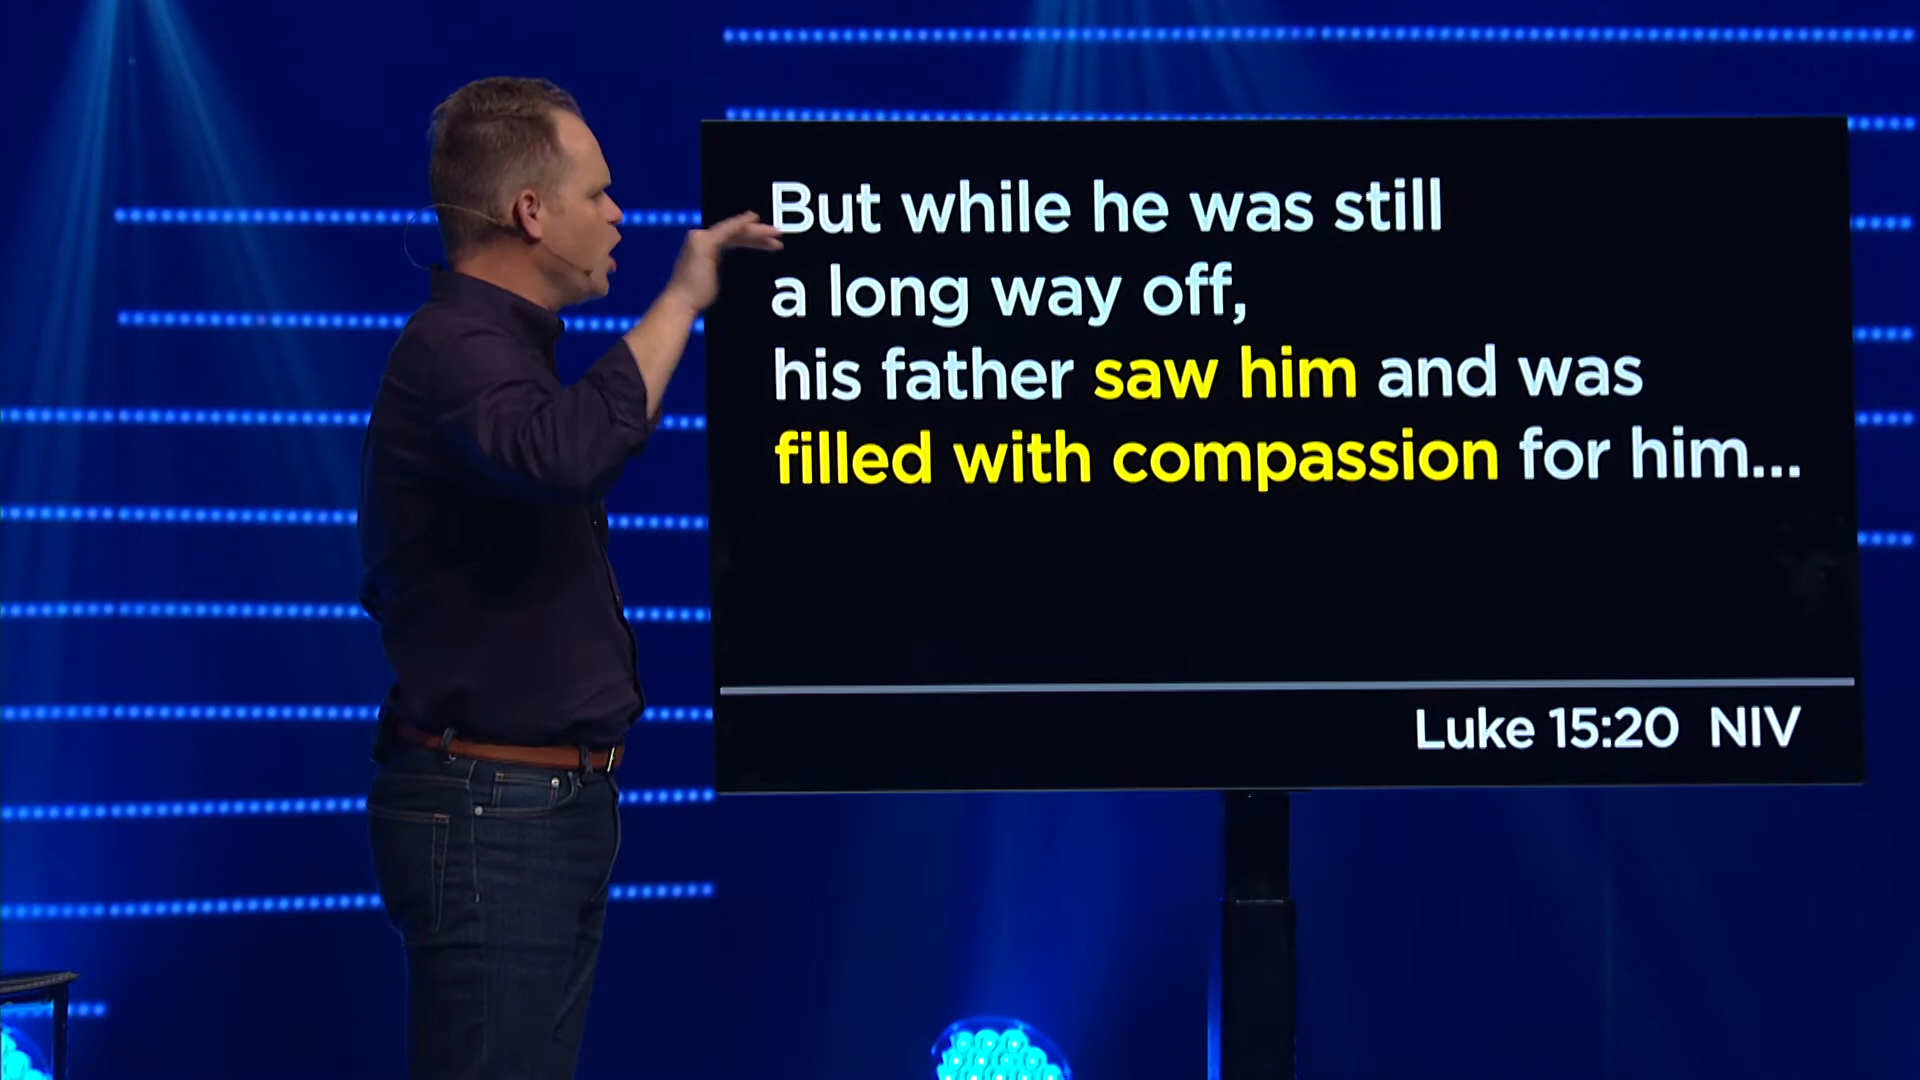 But while he was still
a long way off,
his father saw him and was
filled with compassion for him...
Luke 15:20 NIV